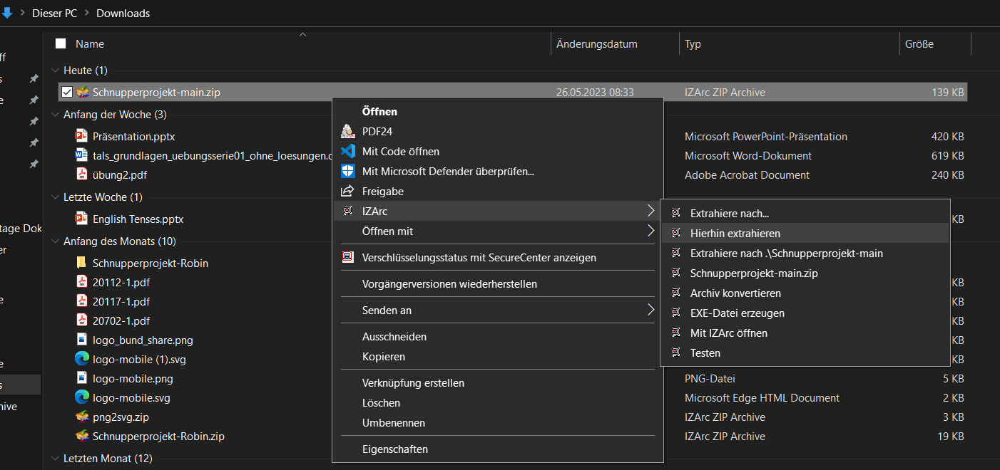 Dieser PC Downloads
Name Änderungsdatum Typ Größe
Heute (1)
Schnupperprojekt-main.zip 26.05.2023 08:33 IZArc ZIP Archive 139 KB
Anfang der Woche (3)
Präsentation.pptx Microsoft PowerPoint-Präsentation 420 KB
tals_grundlagen_uebungsserie01_ohne_loesungen. Microsoft Word-Dokument 619 KB
übung2.pdf Adobe Acrobat Document 240 KB
Letzte Woche (1)
English Tenses.pptx KB
Anfang des Monats (10)
Schnupperprojekt-Robin
20112-1.pdf KB
20117-1.pdf KB
20702-1.pdf KB
logo_bund_share.png KB
logo-mobile (1).svg KB
logo-mobile.png PNG-Datei 5 KB
logo-mobile.svg Microsoft Edge HTML Document 2 KB
png2svg.zip IZArc ZIP Archive 3 KB
Schnupperprojekt-Robin.zip IZArc ZIP Archive 19 KB
Letzten Monat (12)
Öffnen
PDF24
Mit Code öffnen
Mit Microsoft Defender überprüfen...
Freigabe
IZArc
Öffnen mit
Verschlüsselungsstatus mit SecureCenter anzeigen
Vorgängerversionen wiederherstellen
Senden an
Ausschneiden
Kopieren
Verknüpfung erstellen
Löschen
Umbenennen
Eigenschaften
Extrahiere nach...
Hierhin extrahieren
Extrahiere nach .\Schnupperprojekt-main
Schnupperprojekt-main.zip
Archiv konvertieren
EXE-Datei erzeugen
Mit IZArc öffnen
Testen